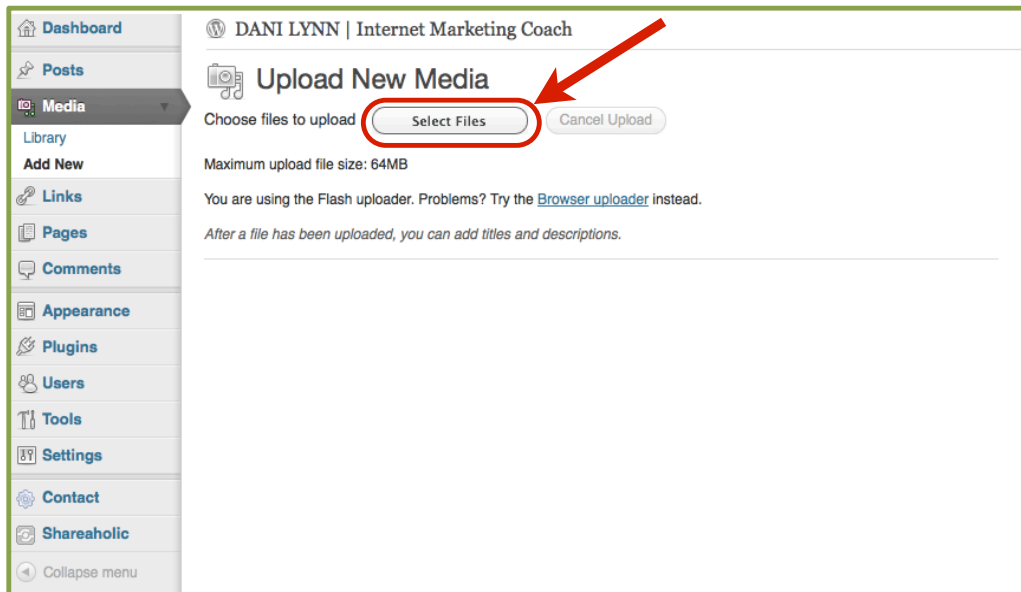 Dashboard
Posts
Media
Library
Add New
Links
Pages
Comments
Appearance
Plugins
Users
Tools
Settings
Contact
Shareaholic
Collapse menu
DANI LYNN | Internet Marketing Coach
Upload New Media
Choose files to upload Select Files Cancel Upload
Maximum upload file size: 64MB
You are using the Flash uploader. Problems? Try the Browser uploader instead.
After a file has been uploaded, you can add titles and descriptions.